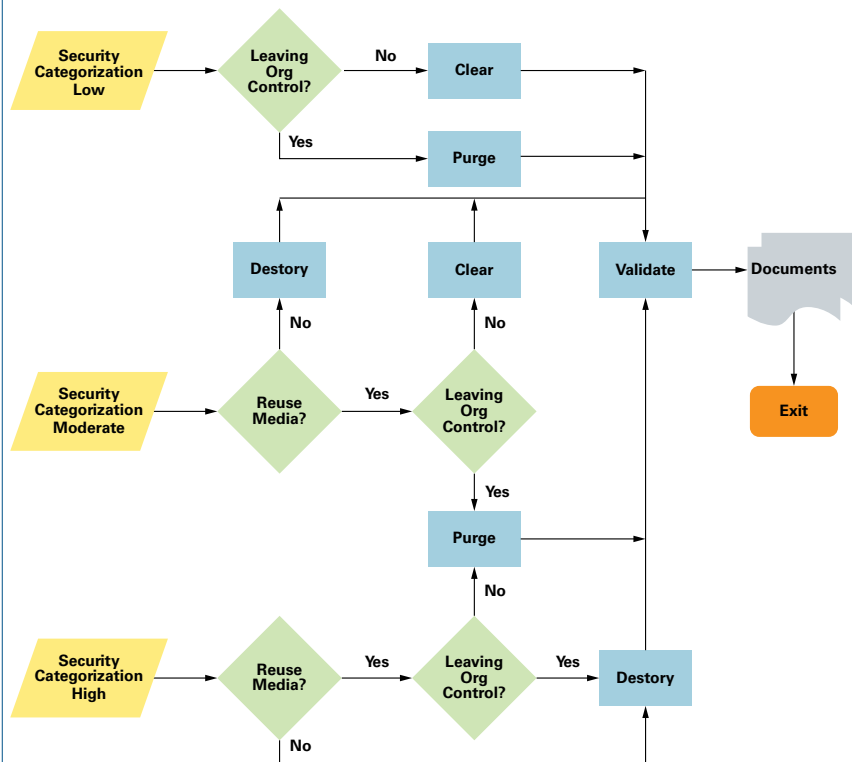 Security
Categorization
Low
Leaving
Org
Control?
No
Clear
Yes
Purge
Destory
Clear
Validate
Documents
No
No
Security
Categorization
Moderate
Reuse
Media?
Yes
Leaving
Org
Control?
Exit
Yes
Purge
No
Security
Categorization
High
Reuse
Media?
Yes
Leaving
Org
Control?
Yes
Destory
No